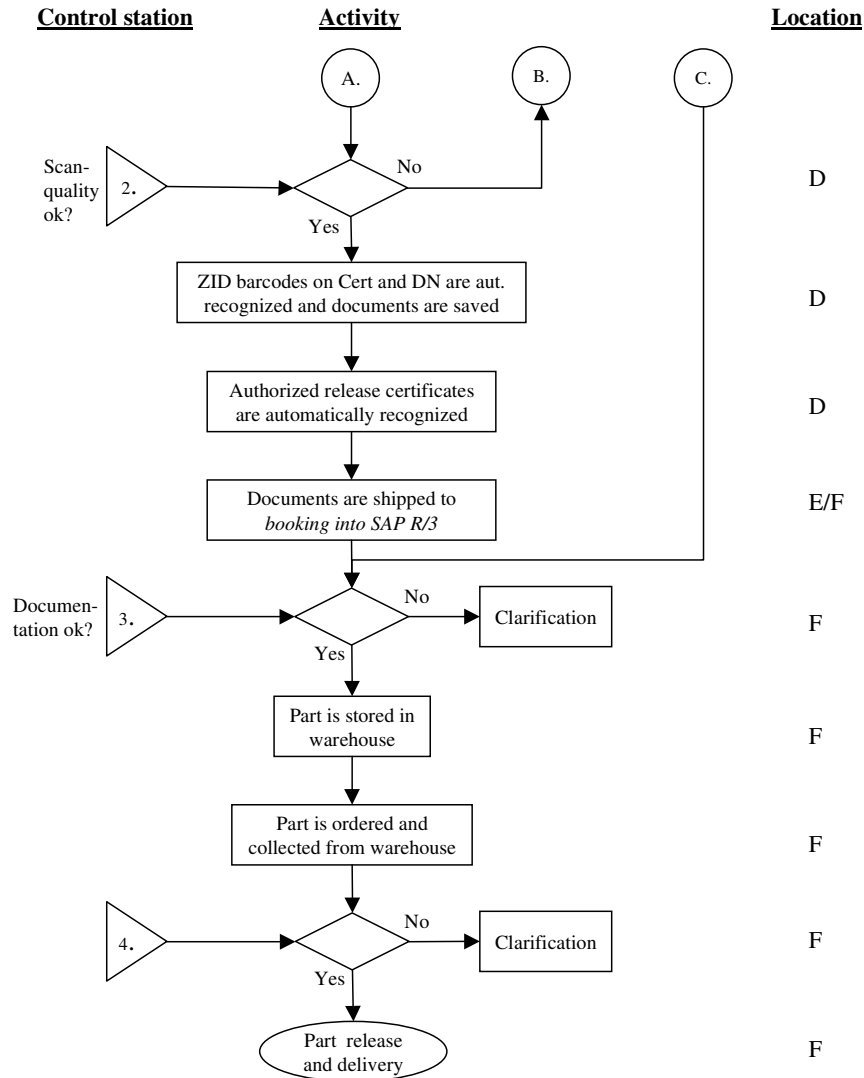 Control station
Activity
Location
A.
B.
C.
Scan-
quality
ok?
2.
No
D
Yes
ZID barcodes on Cert and DN are aut.
recognized and documents are saved
D
Authorized release certificates
are automatically recognized
D
Documents are shipped to
booking into SAP R/3
E/F
Documen-
tation ok?
3.
No
Clarification
F
Yes
Part is stored in
warehouse
F
Part is ordered and
collected from warehouse
F
4.
No
Clarification
F
Yes
Part release
and delivery
F